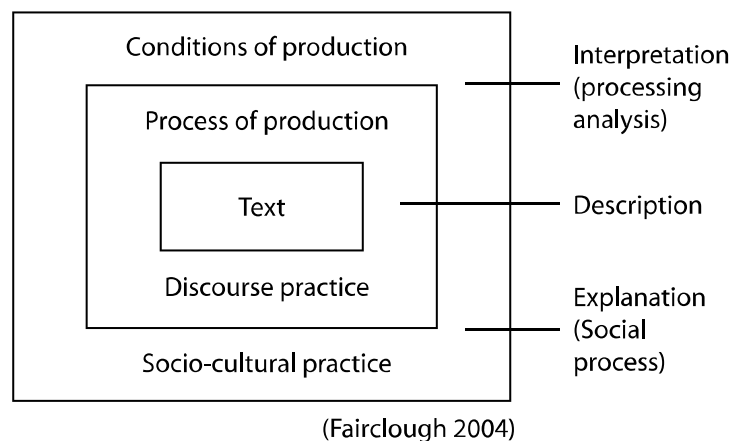 Conditions of production
Process of production
Text
Discourse practice
Socio-cultural practice
Interpretation
(processing
analysis)
Description
Explanation
(Social
process)
(Fairclough 2004)